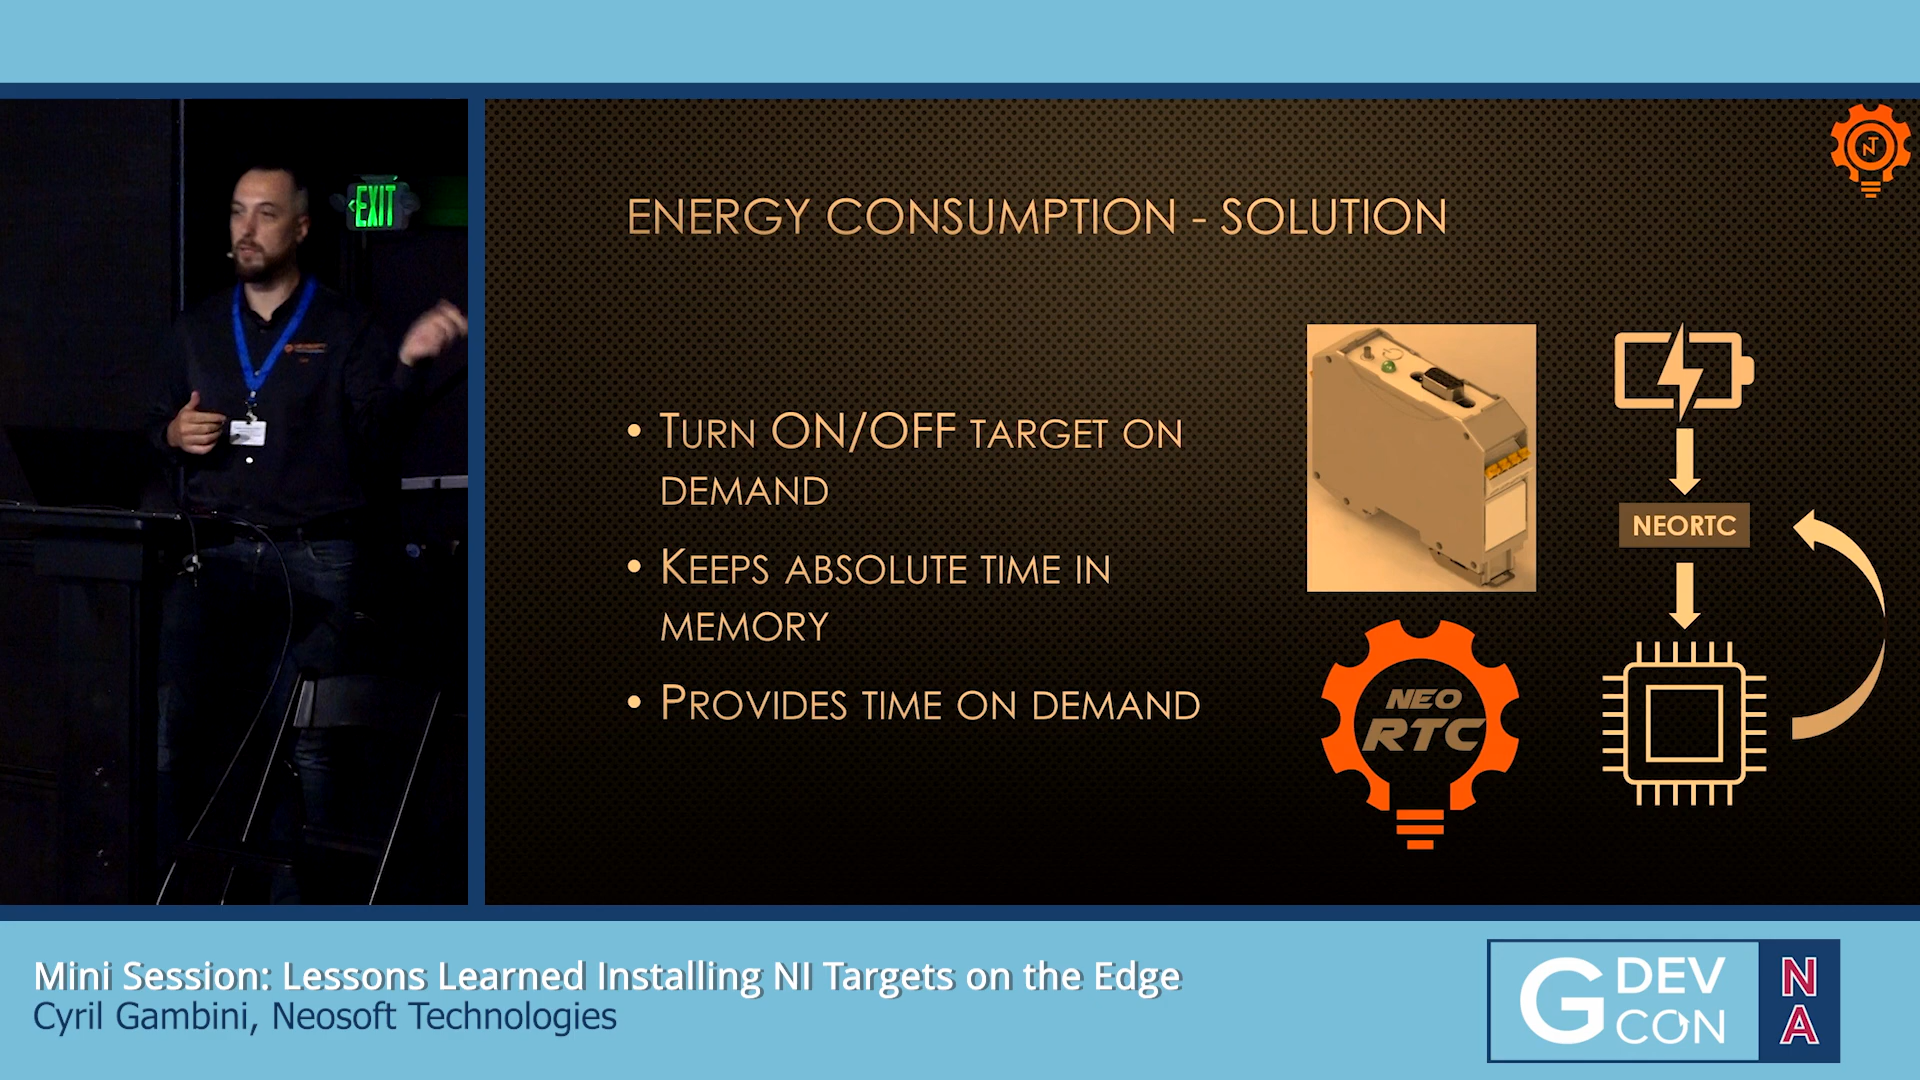 EXIT
NT
ENERGY CONSUMPTION - SOLUTION
• TURN ON/OFF TARGET ON
DEMAND
• KEEPS ABSOLUTE TIME IN
MEMORY
• PROVIDES TIME ON DEMAND
NEORTC
NEO
RTC
Mini Session: Lessons Learned Installing NI Targets on the Edge
Cyril Gambini, Neosoft Technologies
G DEV
CON
N
A